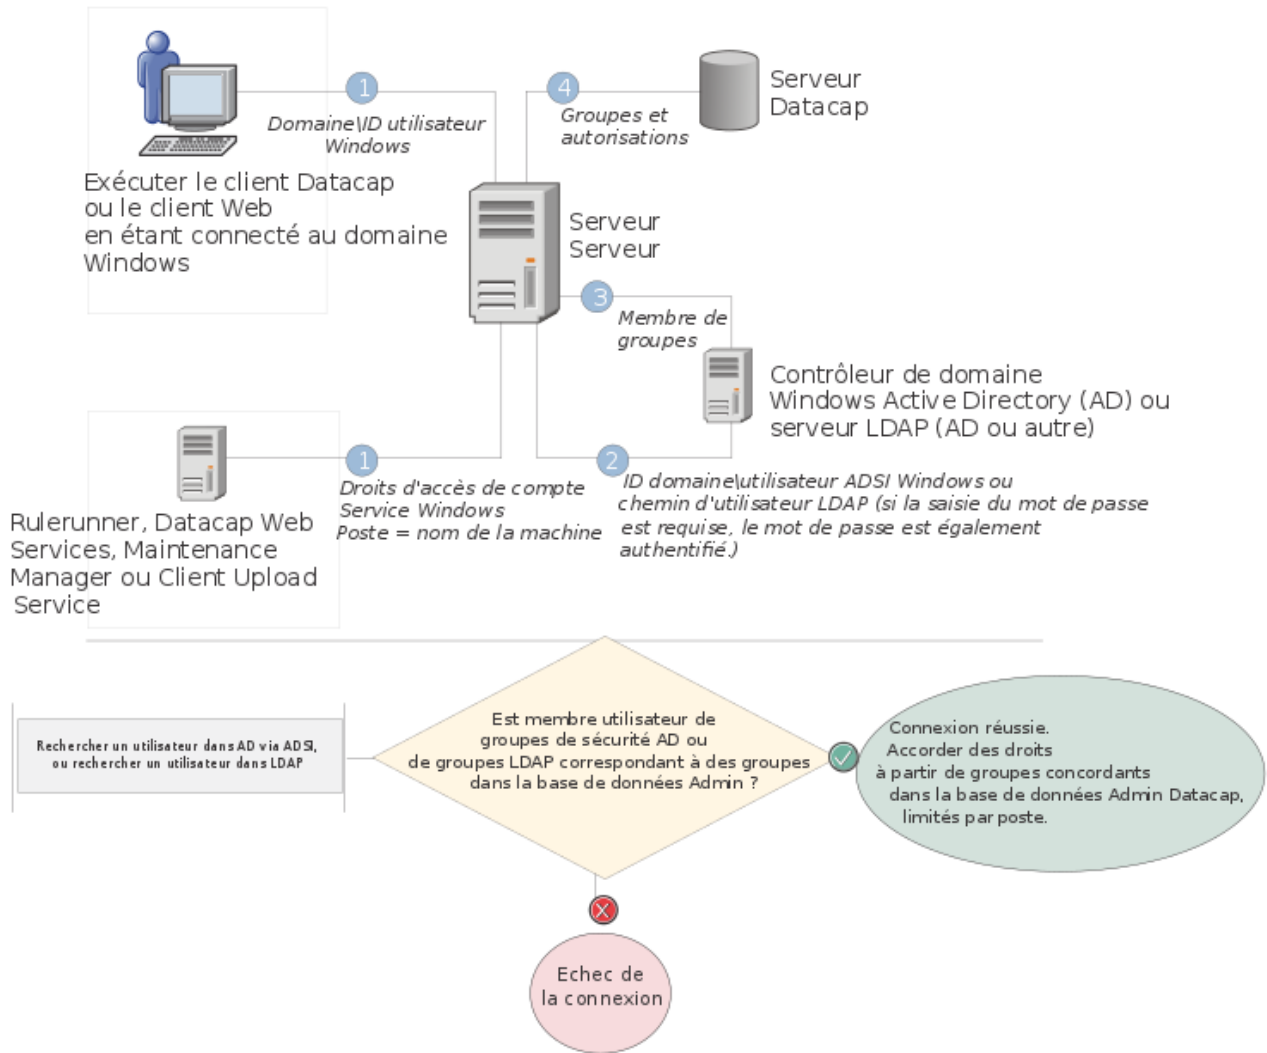 1
Domaine\ID utilisateur
Windows
4
Groupes et
autorisations
Serveur
Datacap
Exécuter le client Datacap
ou le client Web
en étant connecté au domaine
Windows
Serveur
Serveur
3
Membre de
groupes
Contrôleur de domaine
Windows Active Directory (AD) ou
serveur LDAP (AD ou autre)
1
Droits d'accès de compte
Service Windows
Poste = nom de la machine
2
ID domaine\utilisateur ADSI Windows ou
chemin d'utilisateur LDAP (si la saisie du mot de passe
est requise, le mot de passe est également
authentifié.)
Rulerunner, Datacap Web
Services, Maintenance
Manager ou Client Upload
Service
Rechercher un utilisateur dans AD via ADSI,
ou rechercher un utilisateur dans LDAP
Est membre utilisateur de
groupes de sécurité AD ou
de groupes LDAP correspondant à des groupes
dans la base de données Admin ?
Connexion réussie.
Accorder des droits
à partir de groupes concordants
dans la base de données Admin Datacap,
limités par poste.
Echec de
la connexion